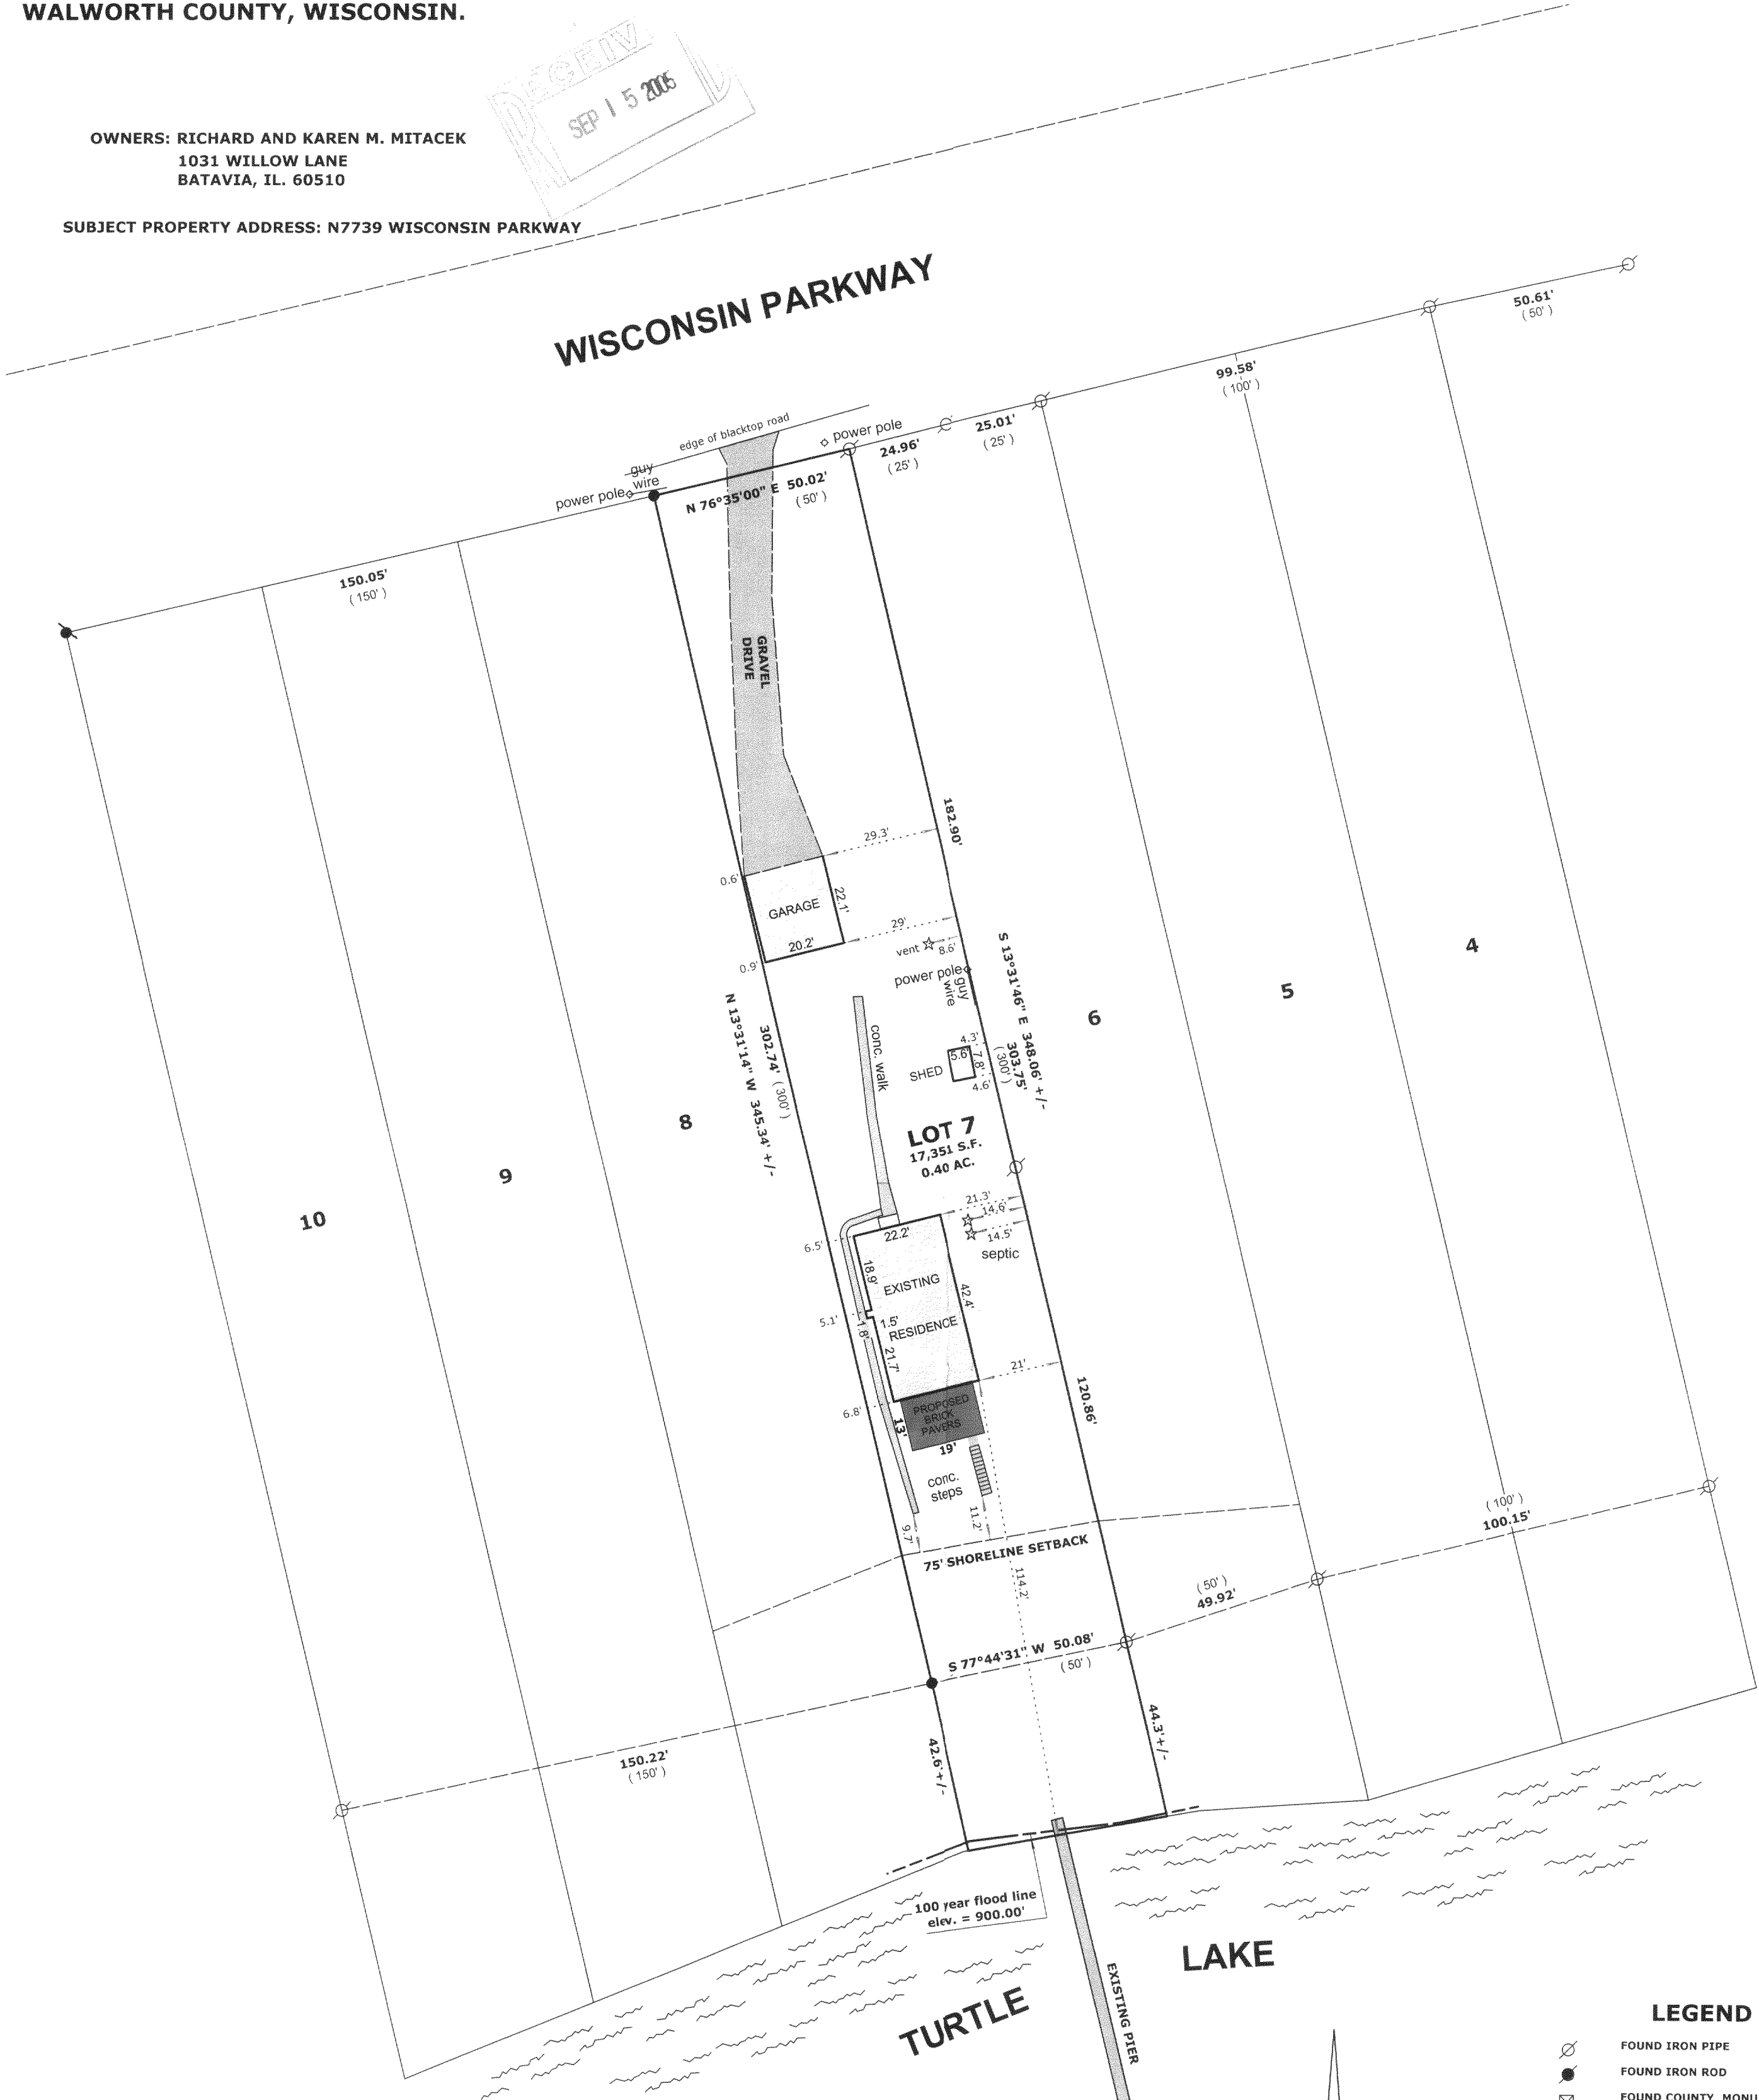 WALWORTH COUNTY, WISCONSIN.
SEP 15 2005
OWNERS: RICHARD AND KAREN M. MITACEK
1031 WILLOW LANE
BATAVIA, IL. 60510
SUBJECT PROPERTY ADDRESS: N7739 WISCONSIN PARKWAY
WISCONSIN PARKWAY
50.61'
( 50' )
99.58'
( 100' )
25.01'
( 25' )
24.96'
( 25' )
power pole
edge of blacktop road
guy
wire
power pole
N 76°35'00" E 50.02'
( 50' )
150.05'
( 150' )
GRAVEL
DRIVE
182.90'
29.3'
0.6'
GARAGE
22.1'
20.2'
29'
0.9'
vent
8.6'
power pole
guy
wire
S 13°31'46" E 348.06' +/-
303.75'
( 300' )
N 13°31'14" W 345.34' +/-
302.74' ( 300' )
conc. walk
4.3'
5.6'
7.8'
SHED
4.6'
4
5
6
LOT 7
17,351 S.F.
0.40 AC.
8
9
10
21.3'
14.6'
14.5'
septic
6.5'
22.2'
18.9'
EXISTING
RESIDENCE
42.4'
5.1'
1.5'
1.8'
21.7'
21'
6.8'
PROPOSED
BRICK
PAVERS
13'
19'
120.86'
conc.
steps
9.7'
11.2'
75' SHORELINE SETBACK
114.2'
( 100' )
100.15'
( 50' )
49.92'
S 77°44'31" W 50.08'
( 50' )
150.22'
( 150' )
42.6'+/-
44.3'+/-
100 year flood line
elev. = 900.00'
TURTLE
LAKE
EXISTING PIER
LEGEND
FOUND IRON PIPE
FOUND IRON ROD